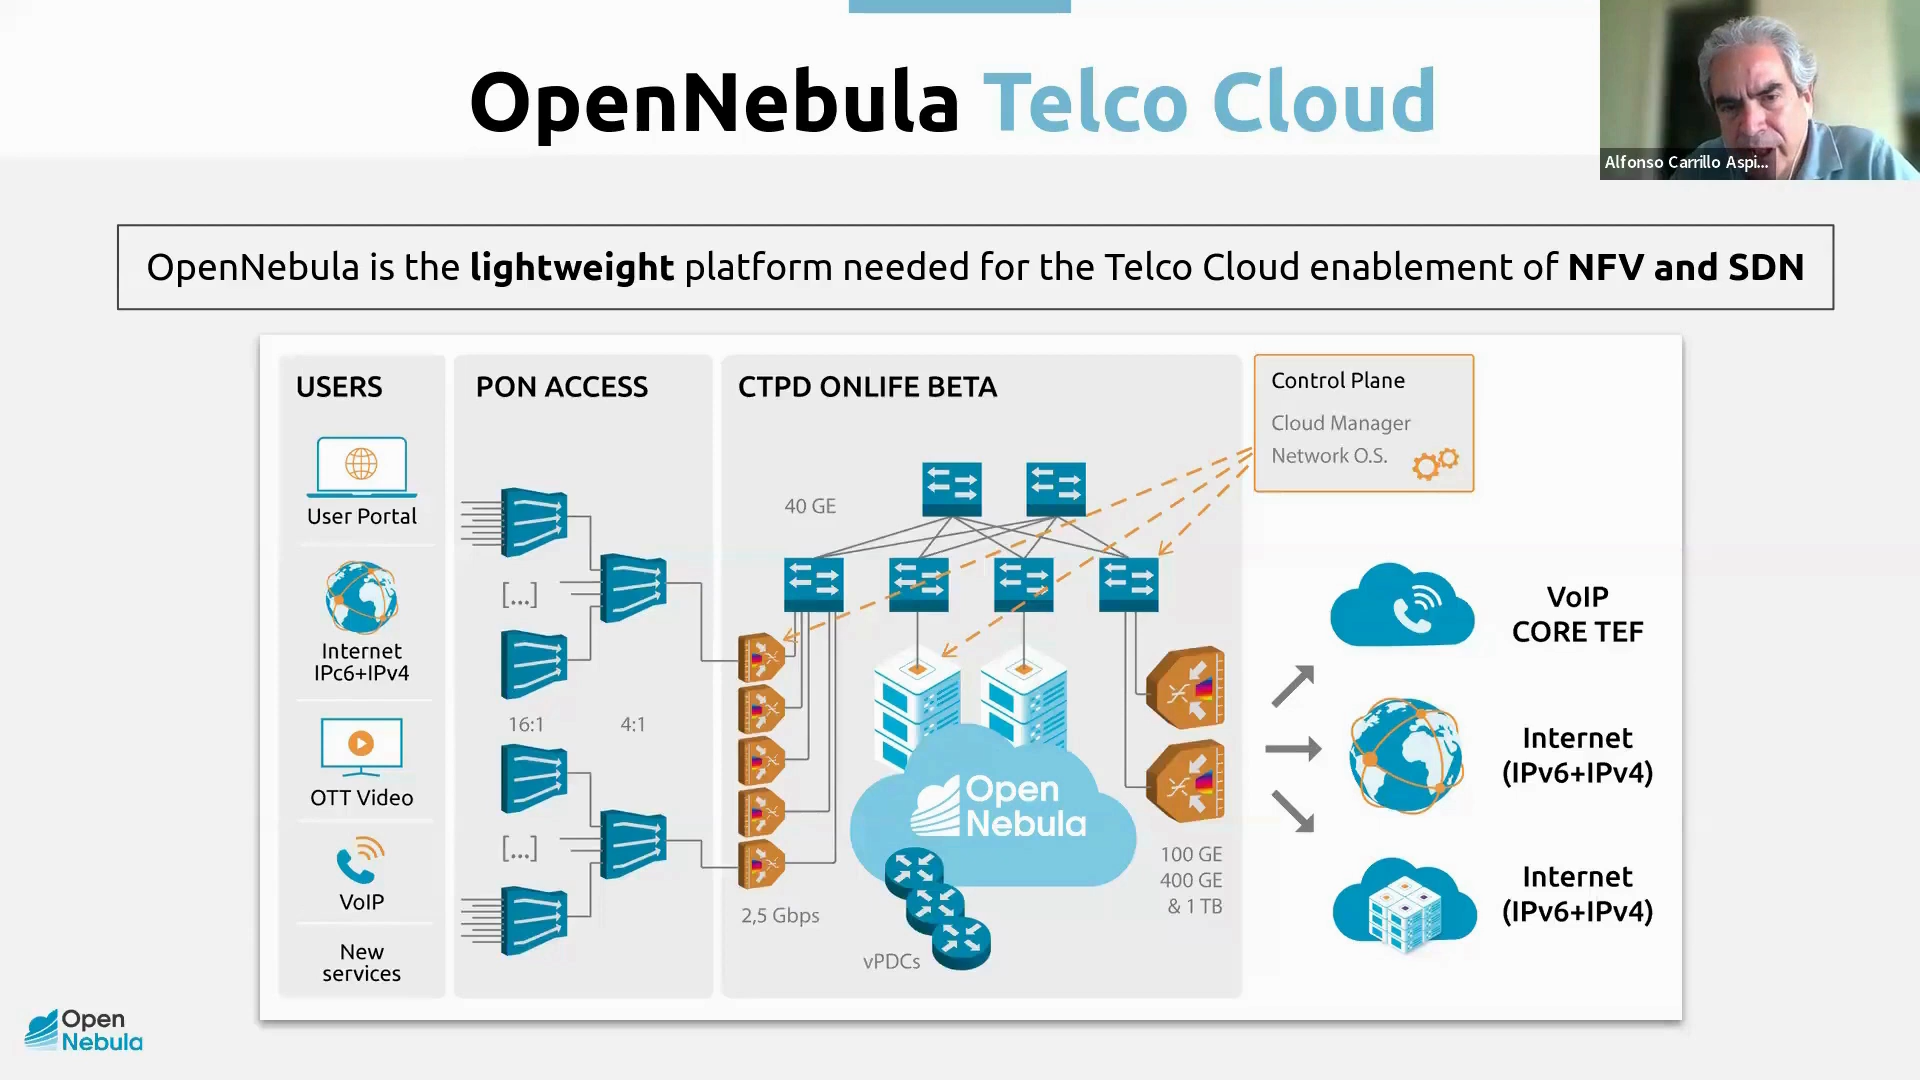 OpenNebula Telco Cloud
Alfonso Carrillo Aspi...
OpenNebula is the lightweight platform needed for the Telco Cloud enablement of NFV and SDN
USERS
User Portal
Internet
IPc6+IPv4
OTT Video
VoIP
New
services
PON ACCESS
[...]
16:1
4:1
[...]
CTPD ONLIFE BETA
40 GE
Open
Nebula
2,5 Gbps
vPDCs
100 GE
400 GE
& 1 TB
Control Plane
Cloud Manager
Network O.S.
VoIP
CORE TEF
Internet
(IPv6+IPv4)
Internet
(IPv6+IPv4)
Open
Nebula